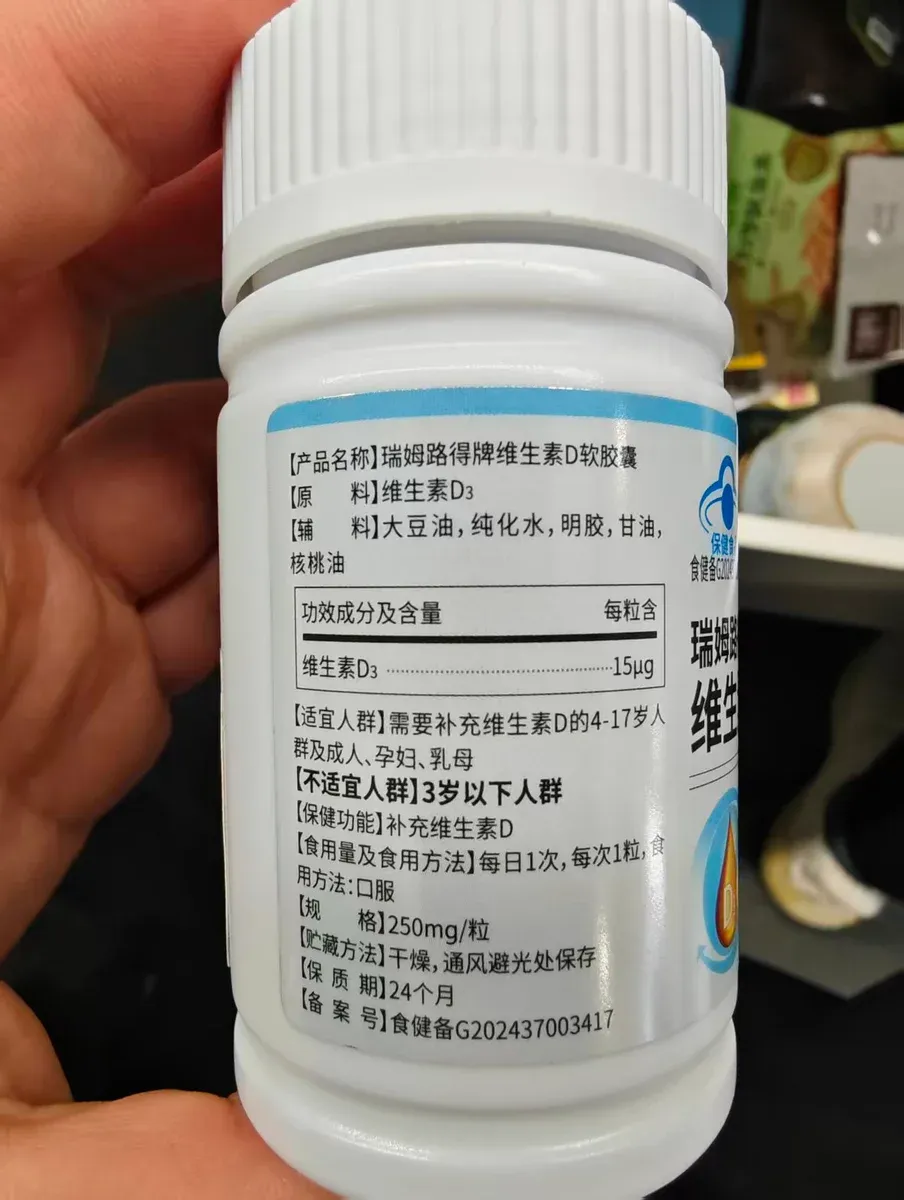 【产品名称】瑞姆路得牌维生素D软胶囊
【原 料】维生素D3
【辅 料】大豆油，纯化水，明胶，甘油，
核桃油
功效成分及含量 每粒含
维生素D3 15μg
【适宜人群】需要补充维生素D的4-17岁人
群及成人、孕妇、乳母
【不适宜人群】3岁以下人群
【保健功能】补充维生素D
【食用量及食用方法】每日1次，每次1粒，食
用方法：口服
【规 格】250mg/粒
【贮藏方法】干燥，通风避光处保存
【保 质 期】24个月
【备 案 号】食健备G202437003417
保健食
食健备G2024
瑞姆路
维生
D